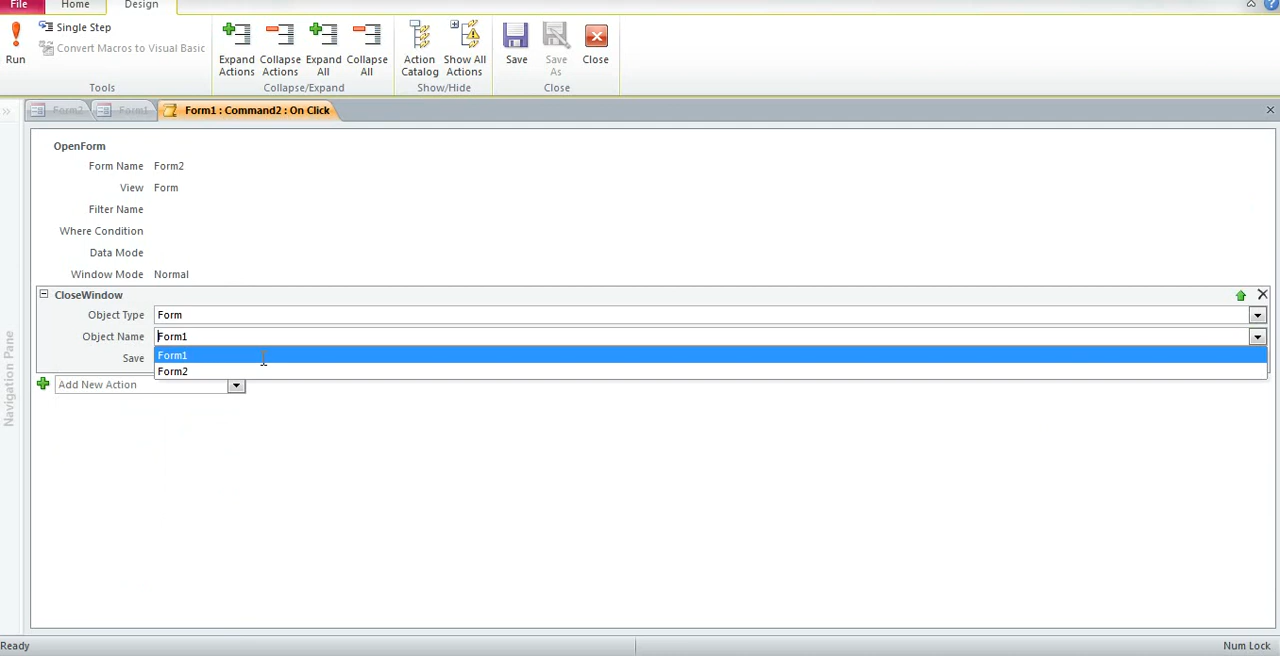 File Home Design
Run
Single Step
Convert Macros to Visual Basic
Tools
Expand Actions
Collapse Actions
Expand All
Collapse All
Collapse/Expand
Action Catalog
Show All Actions
Show/Hide
Save
Save As
Close
Close
Form2 Form1 Form1 : Command2 : On Click
Navigation Pane
OpenForm
Form Name Form2
View Form
Filter Name
Where Condition
Data Mode
Window Mode Normal
CloseWindow
Object Type Form
Object Name Form1
Save Form1
Form2
Add New Action
Ready Num Lock